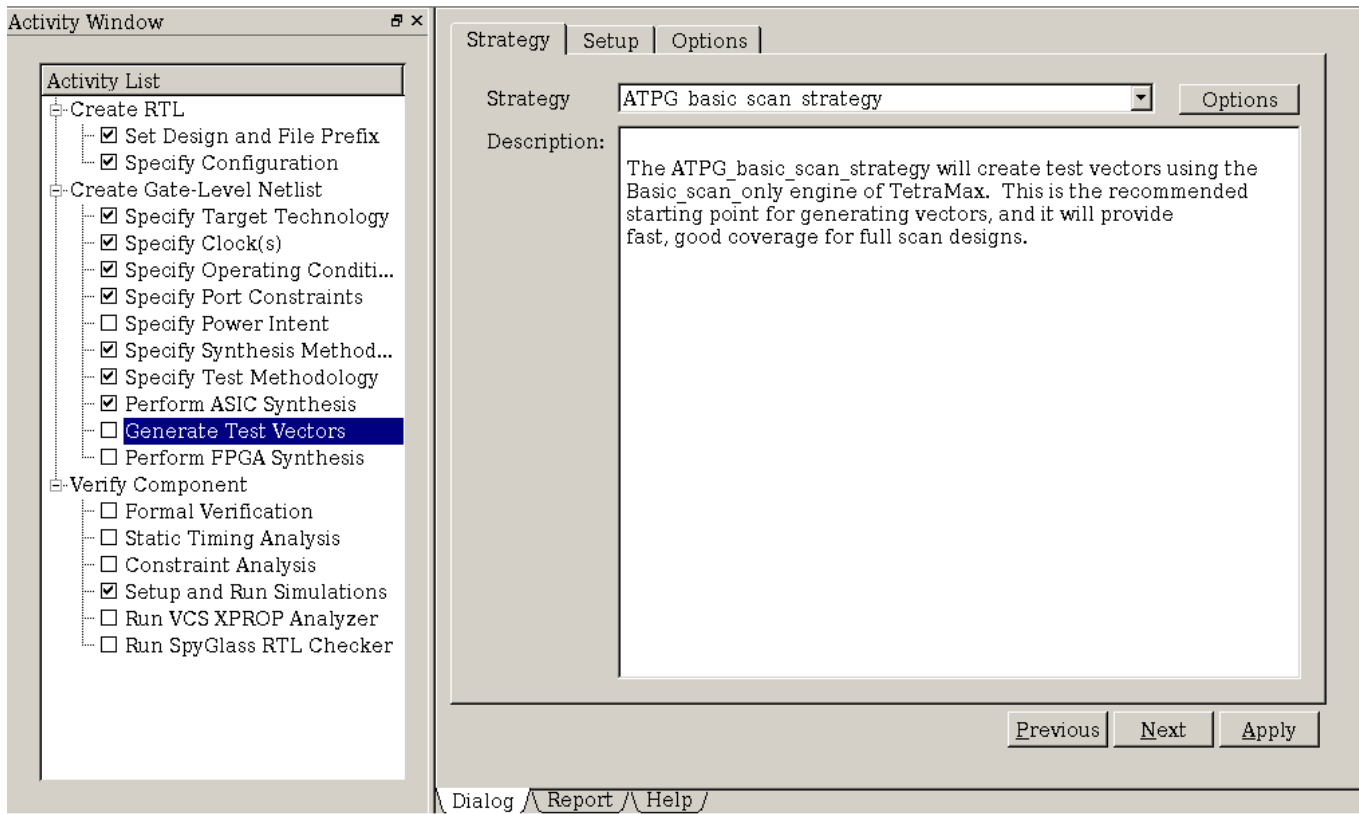 Activity Window
Activity List
Create RTL
Set Design and File Prefix
Specify Configuration
Create Gate-Level Netlist
Specify Target Technology
Specify Clock(s)
Specify Operating Conditi...
Specify Port Constraints
Specify Power Intent
Specify Synthesis Method...
Specify Test Methodology
Perform ASIC Synthesis
Generate Test Vectors
Perform FPGA Synthesis
Verify Component
Formal Verification
Static Timing Analysis
Constraint Analysis
Setup and Run Simulations
Run VCS XPROP Analyzer
Run SpyGlass RTL Checker
Strategy Setup Options
Strategy ATPG basic scan strategy Options
Description:
The ATPG_basic_scan_strategy will create test vectors using the
Basic_scan_only engine of TetraMax. This is the recommended
starting point for generating vectors, and it will provide
fast, good coverage for full scan designs.
Previous Next Apply
Dialog Report Help